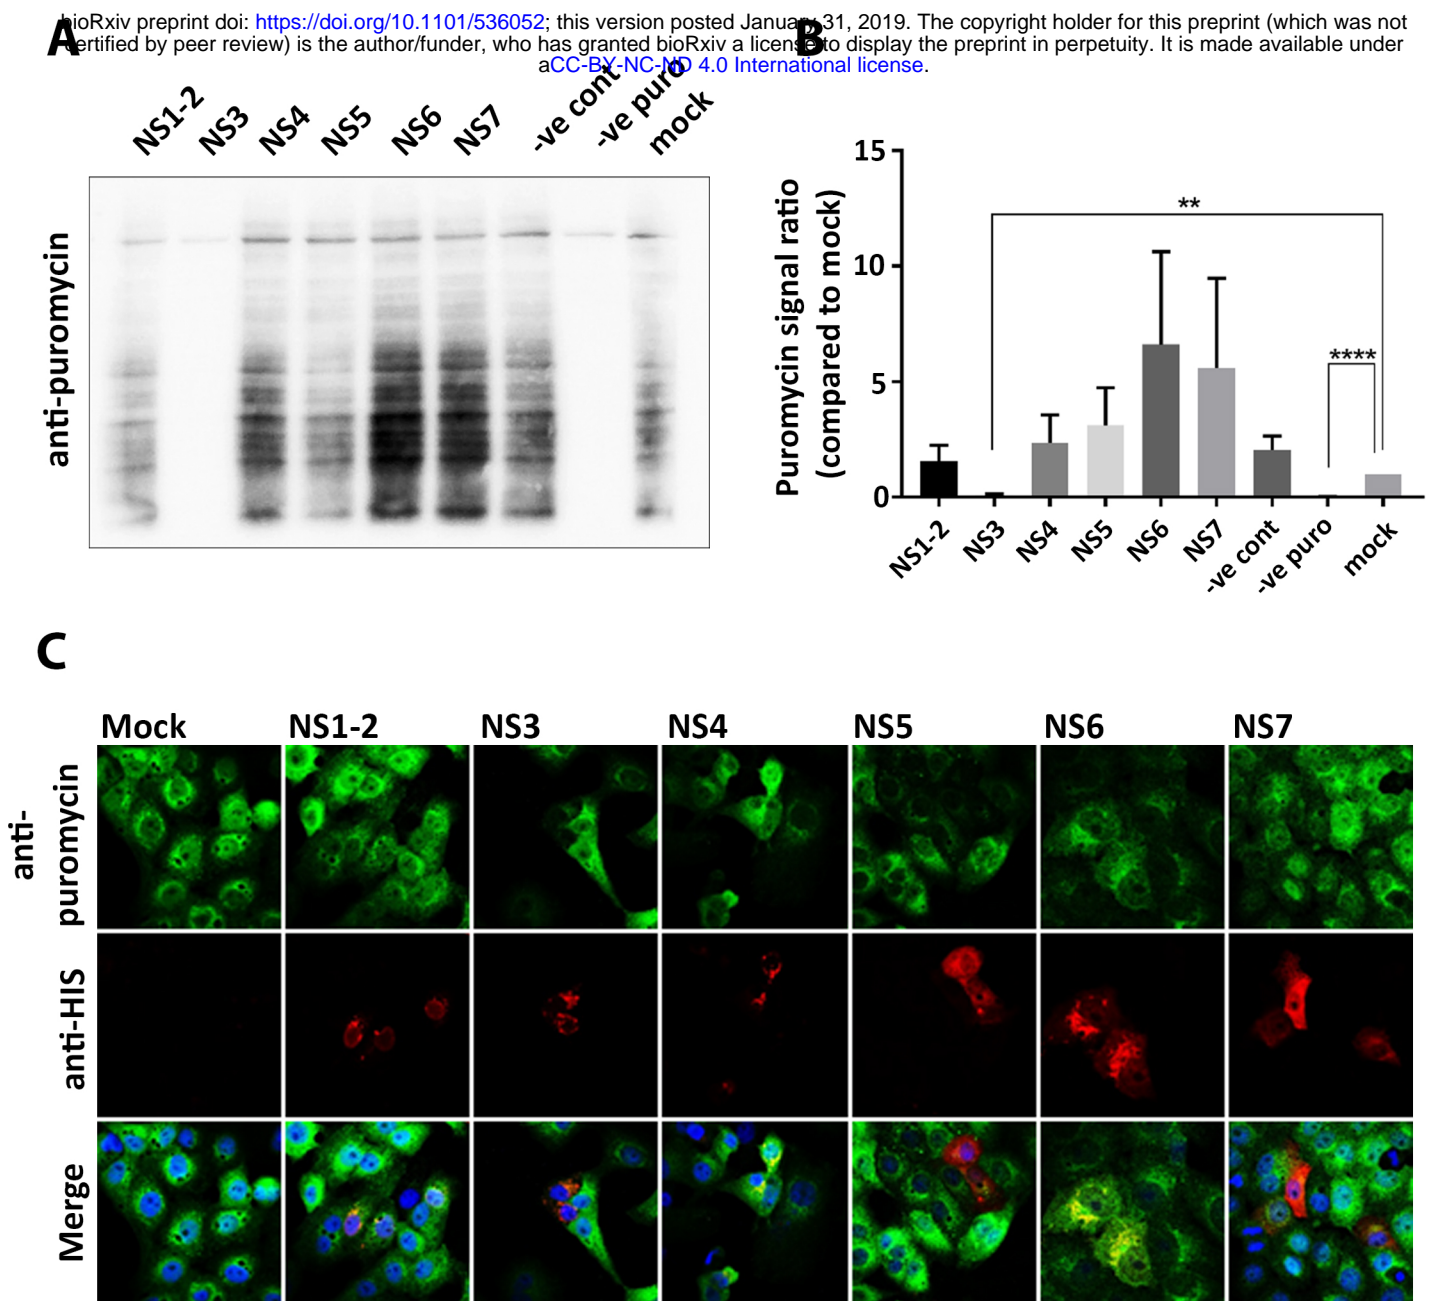 bioRxiv preprint doi: https://doi.org/10.1101/536052; this version posted January 31, 2019. The copyright holder for this preprint (which was not
certified by peer review) is the author/funder, who has granted bioRxiv a license to display the preprint in perpetuity. It is made available under
aCC-BY-NC-ND 4.0 International license.
A
NS1-2
NS3
NS4
NS5
NS6
NS7
-ve cont
-ve puro
mock
anti-puromycin
B
Puromycin signal ratio
(compared to mock)
15
10
5
0
**
****
NS1-2
NS3
NS4
NS5
NS6
NS7
-ve cont
-ve puro
mock
C
Mock NS1-2 NS3 NS4 NS5 NS6 NS7
anti-
puromycin
anti-HIS
Merge